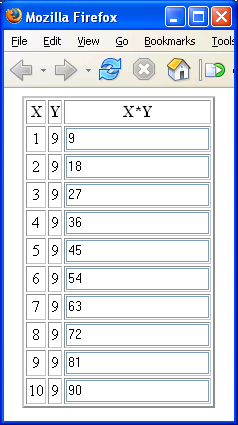 Mozilla Firefox
File Edit View Go Bookmarks Tools
X Y X*Y
1 9 9
2 9 18
3 9 27
4 9 36
5 9 45
6 9 54
7 9 63
8 9 72
9 9 81
10 9 90